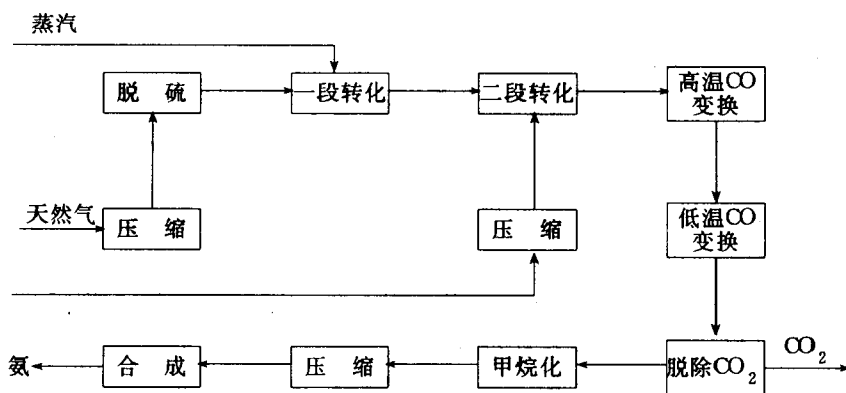 蒸汽
脱 硫
一段转化
二段转化
高温CO
变换
天然气
压 缩
压 缩
低温CO
变换
氨
合 成
压 缩
甲烷化
脱除CO₂
CO₂